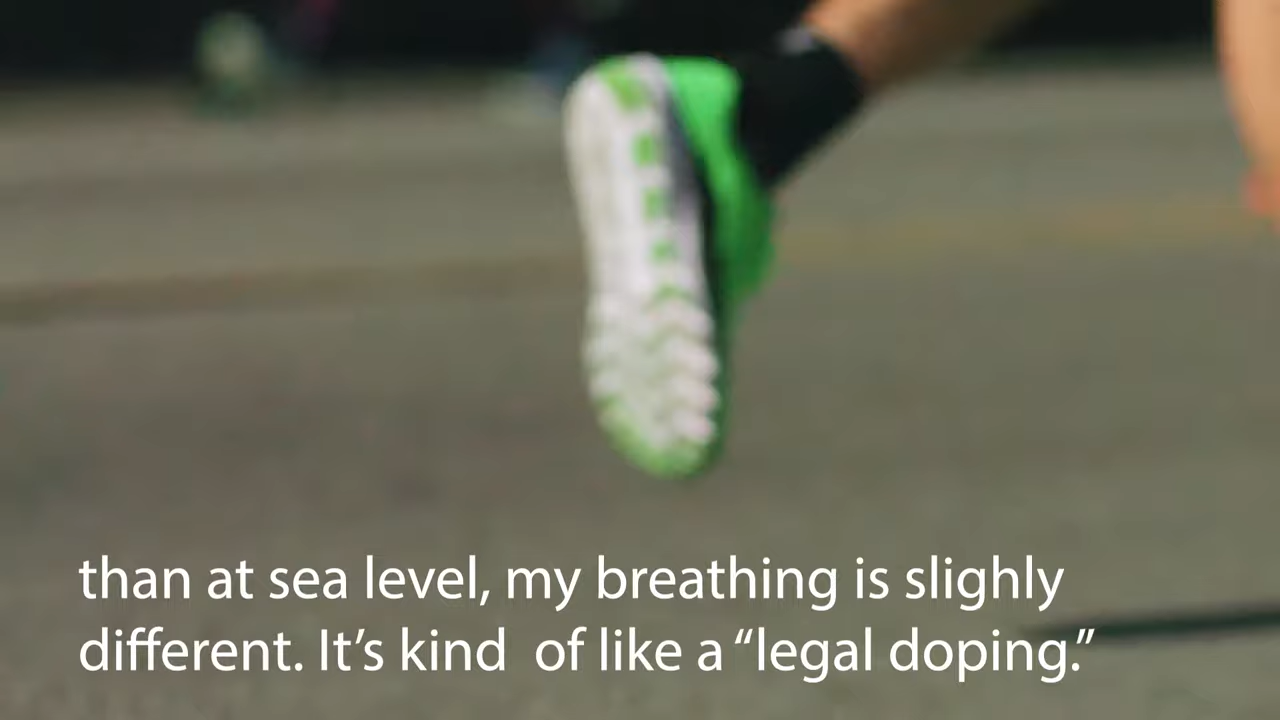 than at sea level, my breathing is slighly
different. It’s kind  of like a “legal doping.”